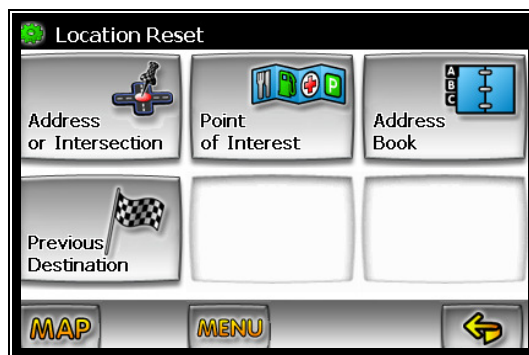 Location Reset
Address
or Intersection
Point
of Interest
P
Address
Book
A
B
C
Previous
Destination
MAP
MENU